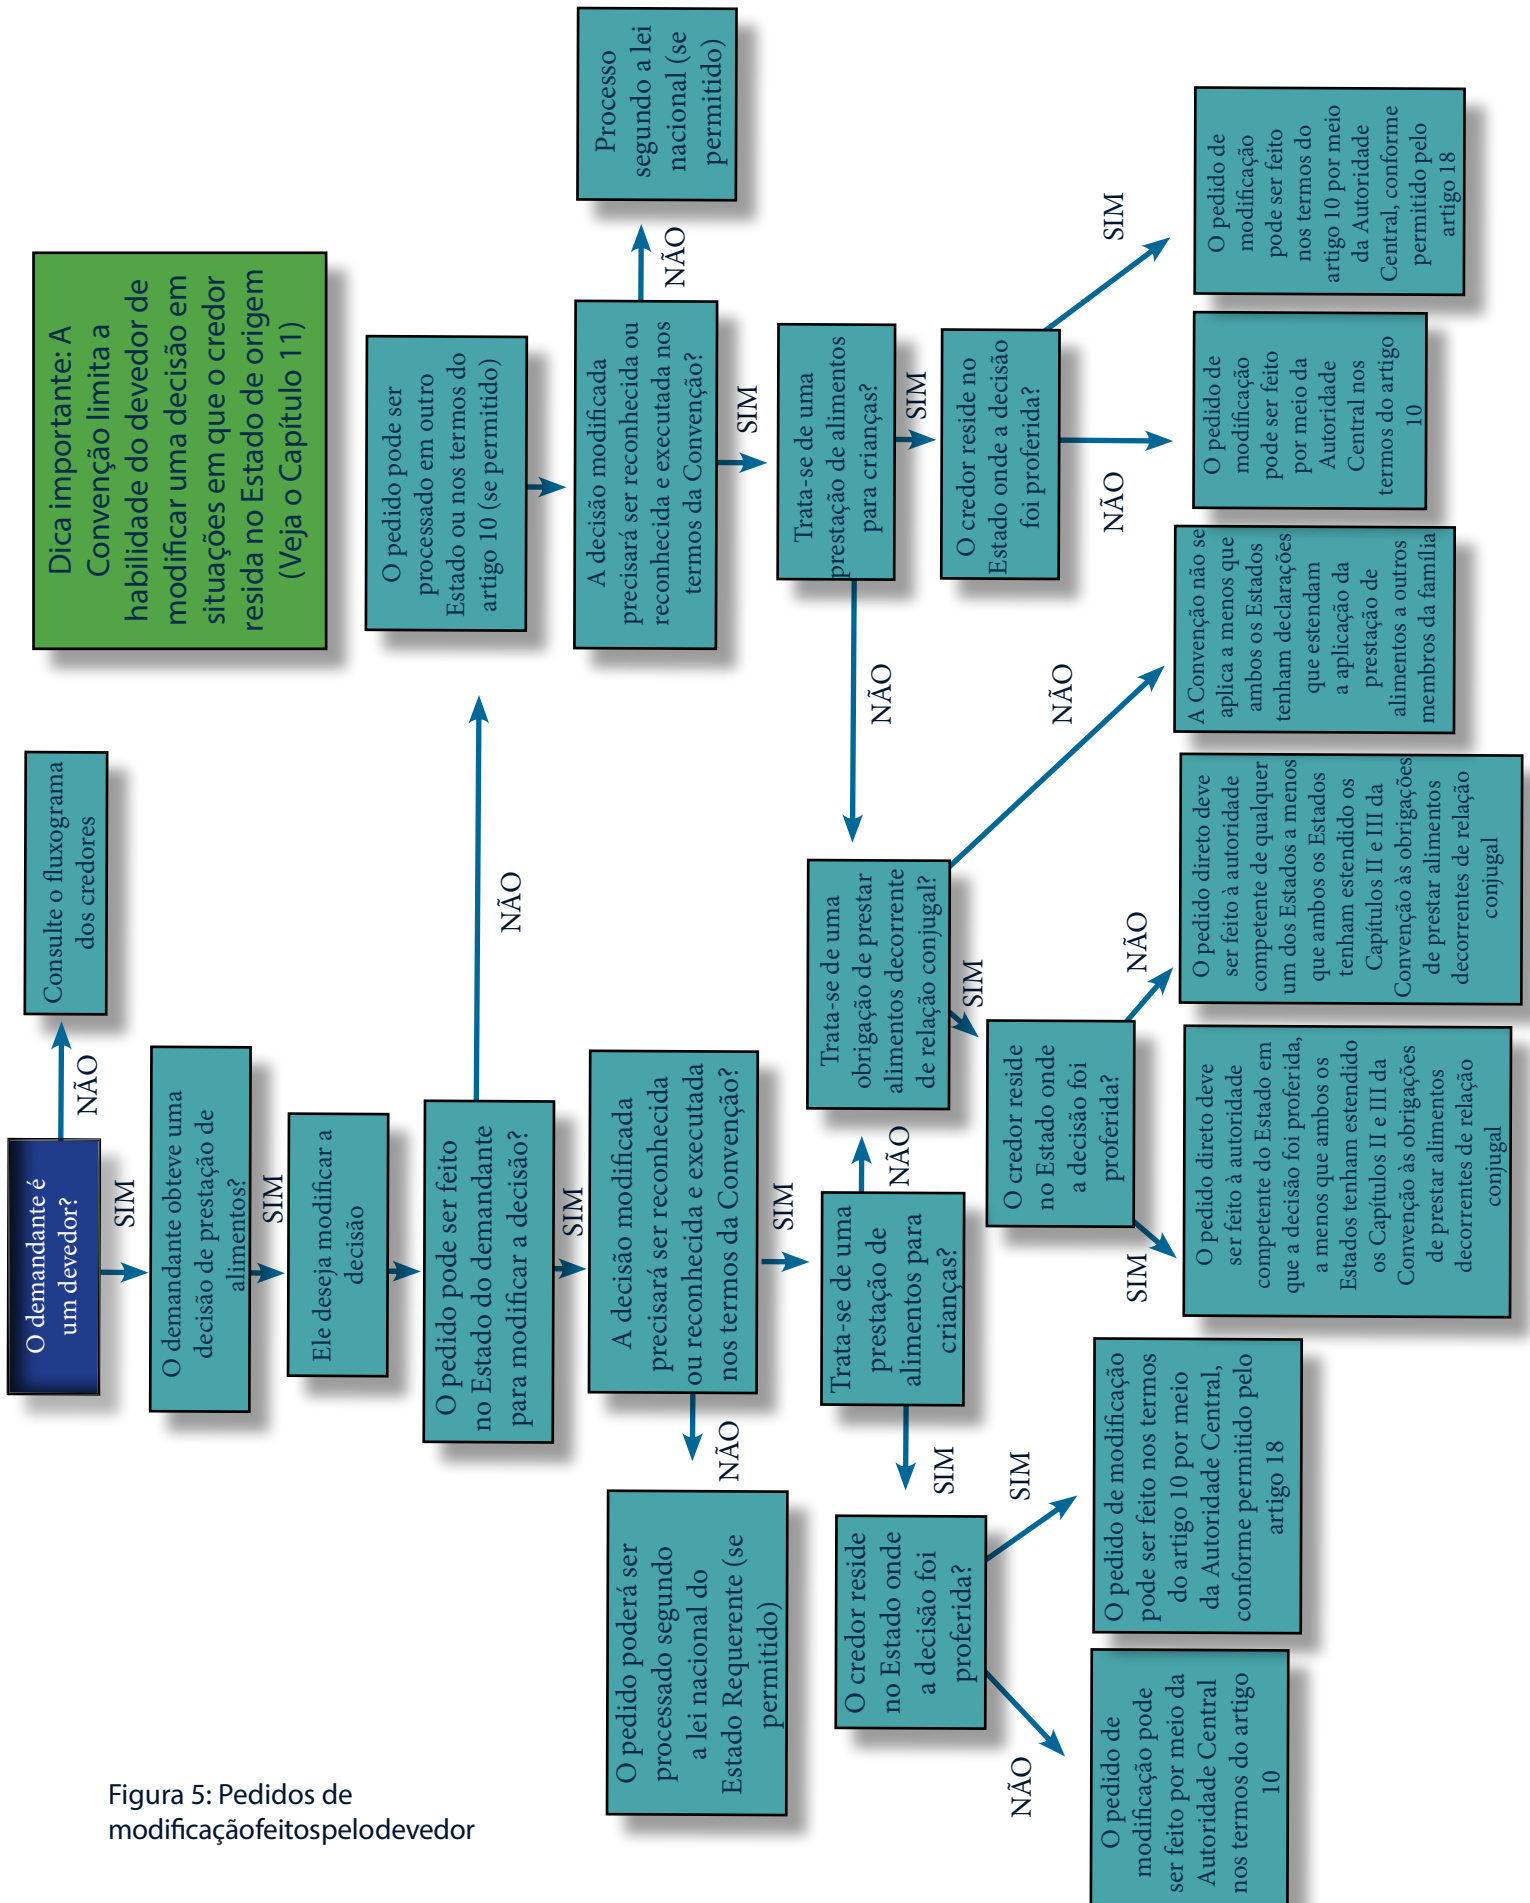 O demandante é
um devedor?
NÃO
Consulte o fluxograma
dos credores
SIM
O demandante obteve uma
decisão de prestação de
alimentos?
SIM
Ele deseja modificar a
decisão
O pedido pode ser feito
no Estado do demandante
para modificar a decisão?
NÃO
SIM
Dica importante: A
Convenção limita a
habilidade do devedor de
modificar uma decisão em
situações em que o credor
resida no Estado de origem
(Veja o Capítulo 11)
O pedido pode ser
processado em outro
Estado ou nos termos do
artigo 10 (se permitido)
A decisão modificada
precisará ser reconhecida ou
reconhecida e executada nos
termos da Convenção?
NÃO
Processo
segundo a lei
nacional (se
permitido)
SIM
Trata-se de uma
prestação de alimentos
para crianças?
NÃO
SIM
O credor reside no
Estado onde a decisão
foi proferida?
NÃO
SIM
O pedido de
modificação
pode ser feito
por meio da
Autoridade
Central nos
termos do artigo
10
O pedido de
modificação
pode ser feito
nos termos do
artigo 10 por meio
da Autoridade
Central, conforme
permitido pelo
artigo 18
A decisão modificada
precisará ser reconhecida
ou reconhecida e executada
nos termos da Convenção?
NÃO
O pedido poderá ser
processado segundo
a lei nacional do
Estado Requerente (se
permitido)
SIM
Trata-se de uma
prestação de
alimentos para
crianças?
NÃO
SIM
Trata-se de uma
obrigação de prestar
alimentos decorrente
de relação conjugal?
NÃO
SIM
A Convenção não se
aplica a menos que
ambos os Estados
tenham declarações
que estendam
a aplicação da
prestação de
alimentos a outros
membros da família
O credor reside
no Estado onde
a decisão foi
proferida?
NÃO
SIM
O pedido direto deve
ser feito à autoridade
competente de qualquer
um dos Estados a menos
que ambos os Estados
tenham estendido os
Capítulos II e III da
Convenção às obrigações
de prestar alimentos
decorrentes de relação
conjugal
O pedido direto deve
ser feito à autoridade
competente do Estado em
que a decisão foi proferida,
a menos que ambos os
Estados tenham estendido
os Capítulos II e III da
Convenção às obrigações
de prestar alimentos
decorrentes de relação
conjugal
O credor reside
no Estado onde
a decisão foi
proferida?
SIM
NÃO
O pedido de modificação
pode ser feito nos termos
do artigo 10 por meio
da Autoridade Central,
conforme permitido pelo
artigo 18
O pedido de
modificação pode
ser feito por meio da
Autoridade Central
nos termos do artigo
10
Figura 5: Pedidos de
modificaçãofeitospelodevedor